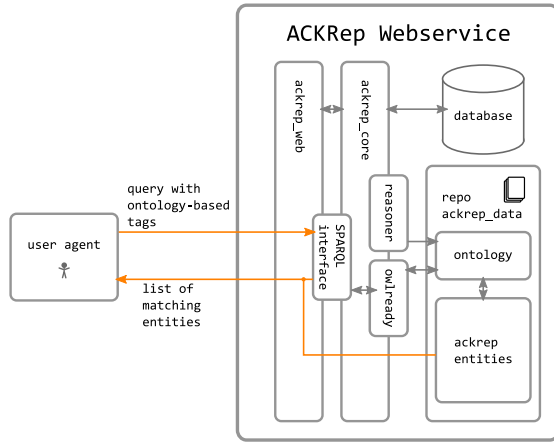 ACKRep Webservice
ackrep_web
ackrep_core
database
query with
ontology-based
tags
user agent
list of
matching
entities
SPARQL
interface
reasoner
owlready
repo
ackrep_data
ontology
ackrep
entities